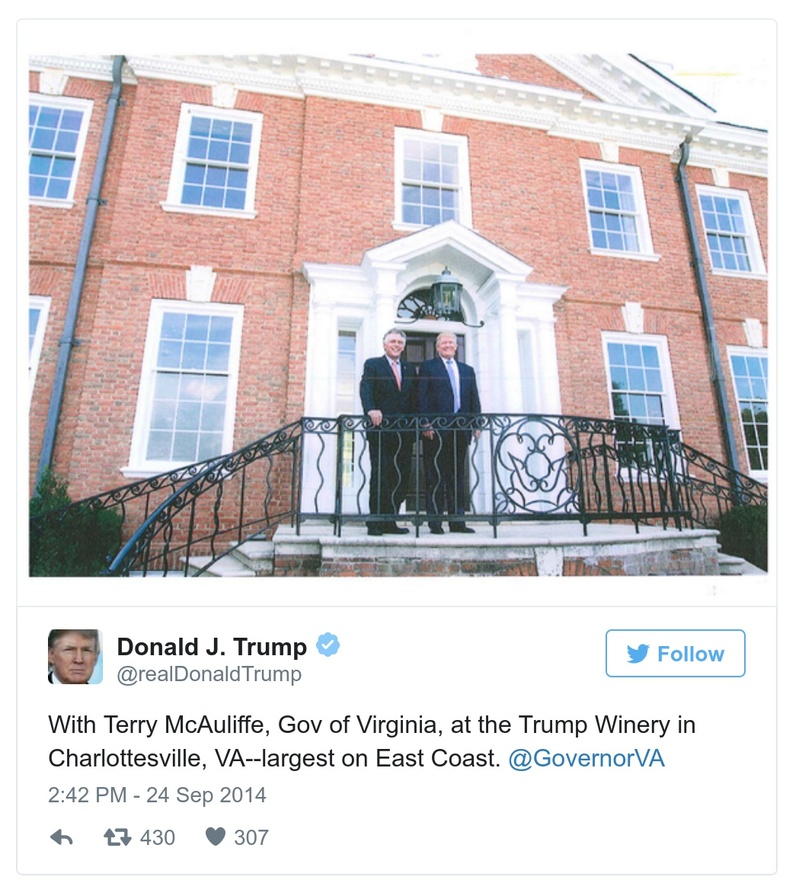 Donald J. Trump
@realDonaldTrump
Follow
With Terry McAuliffe, Gov of Virginia, at the Trump Winery in
Charlottesville, VA--largest on East Coast. @GovernorVA
2:42 PM - 24 Sep 2014
430 307